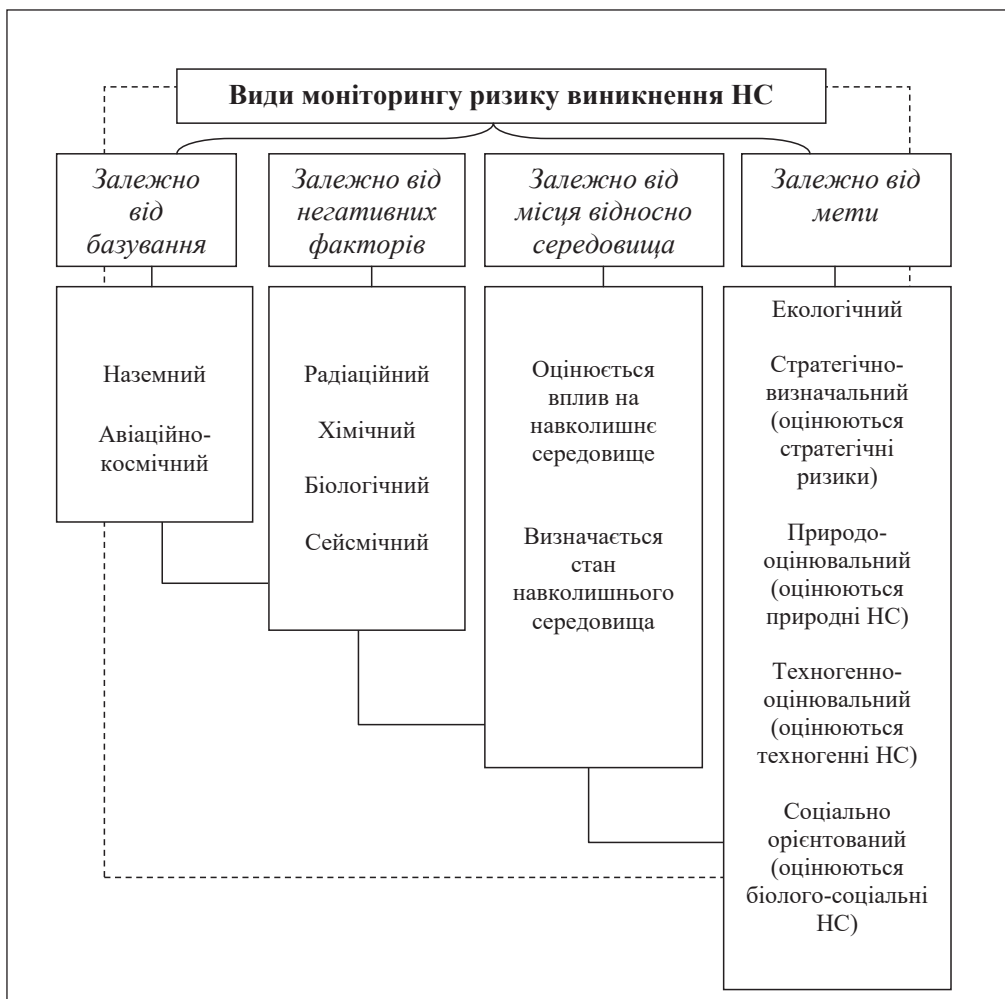 Види моніторингу ризику виникнення НС
Залежно
від
базування
Залежно від
негативних
факторів
Залежно від
місця відносно
середовища
Залежно від
мети
Наземний
Авіаційно-
космічний
Радіаційний
Хімічний
Біологічний
Сейсмічний
Оцінюється
вплив на
навколишнє
середовище
Визначається
стан
навколишнього
середовища
Екологічний
Стратегічно-
визначальний
(оцінюються
стратегічні
ризики)
Природо-
оцінювальний
(оцінюються
природні НС)
Техногенно-
оцінювальний
(оцінюються
техногенні НС)
Соціально
орієнтований
(оцінюються
біолого-соціальні
НС)